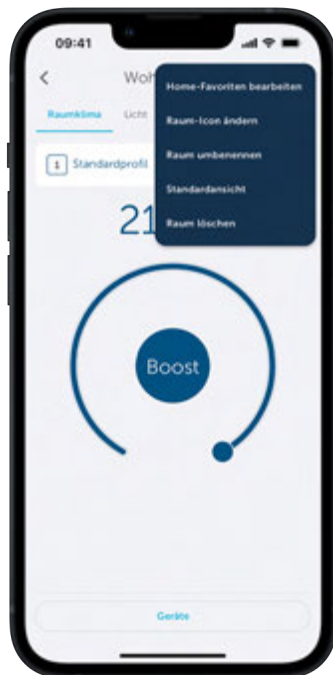 09:41
Woh
Home-Favoriten bearbeiten
Raumklima
Licht
Raum-Icon ändern
Raum umbenennen
1 Standardprofil
Standardansicht
21
Raum löschen
Boost
Geräte